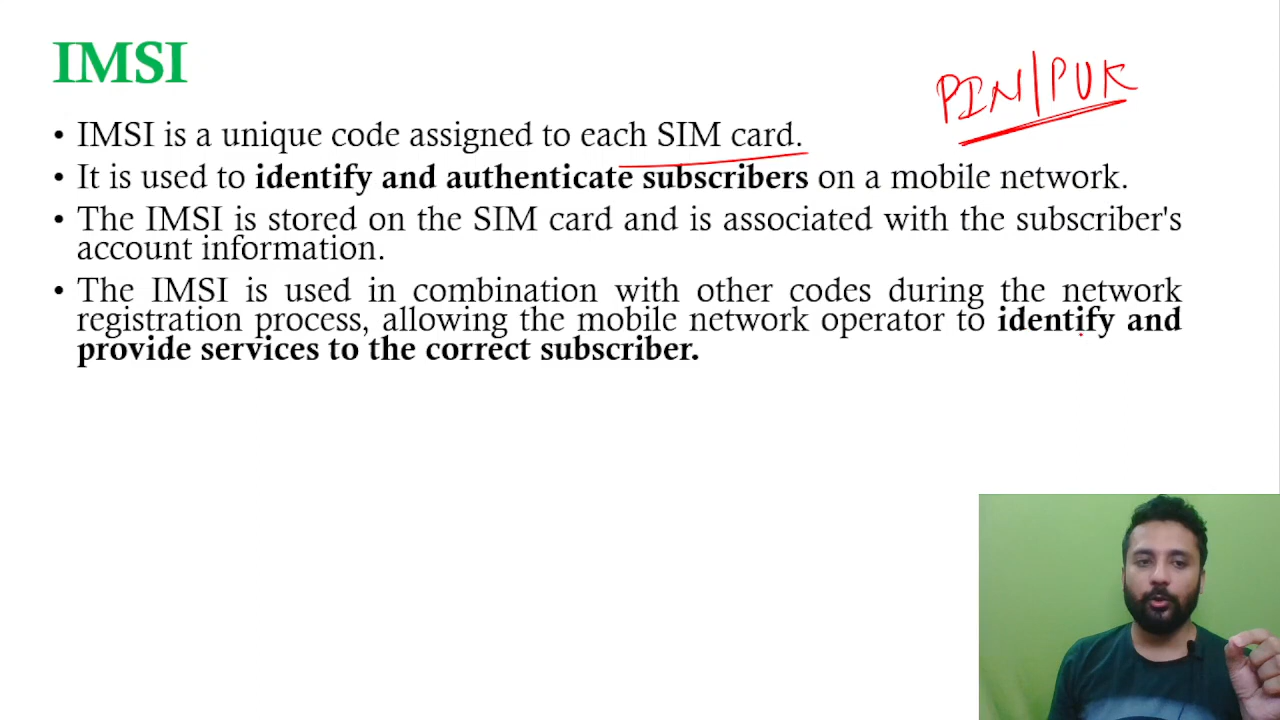 IMSI
PIN/PUK
• IMSI is a unique code assigned to each SIM card.
• It is used to identify and authenticate subscribers on a mobile network.
• The IMSI is stored on the SIM card and is associated with the subscriber's
account information.
• The IMSI is used in combination with other codes during the network
registration process, allowing the mobile network operator to identify and
provide services to the correct subscriber.